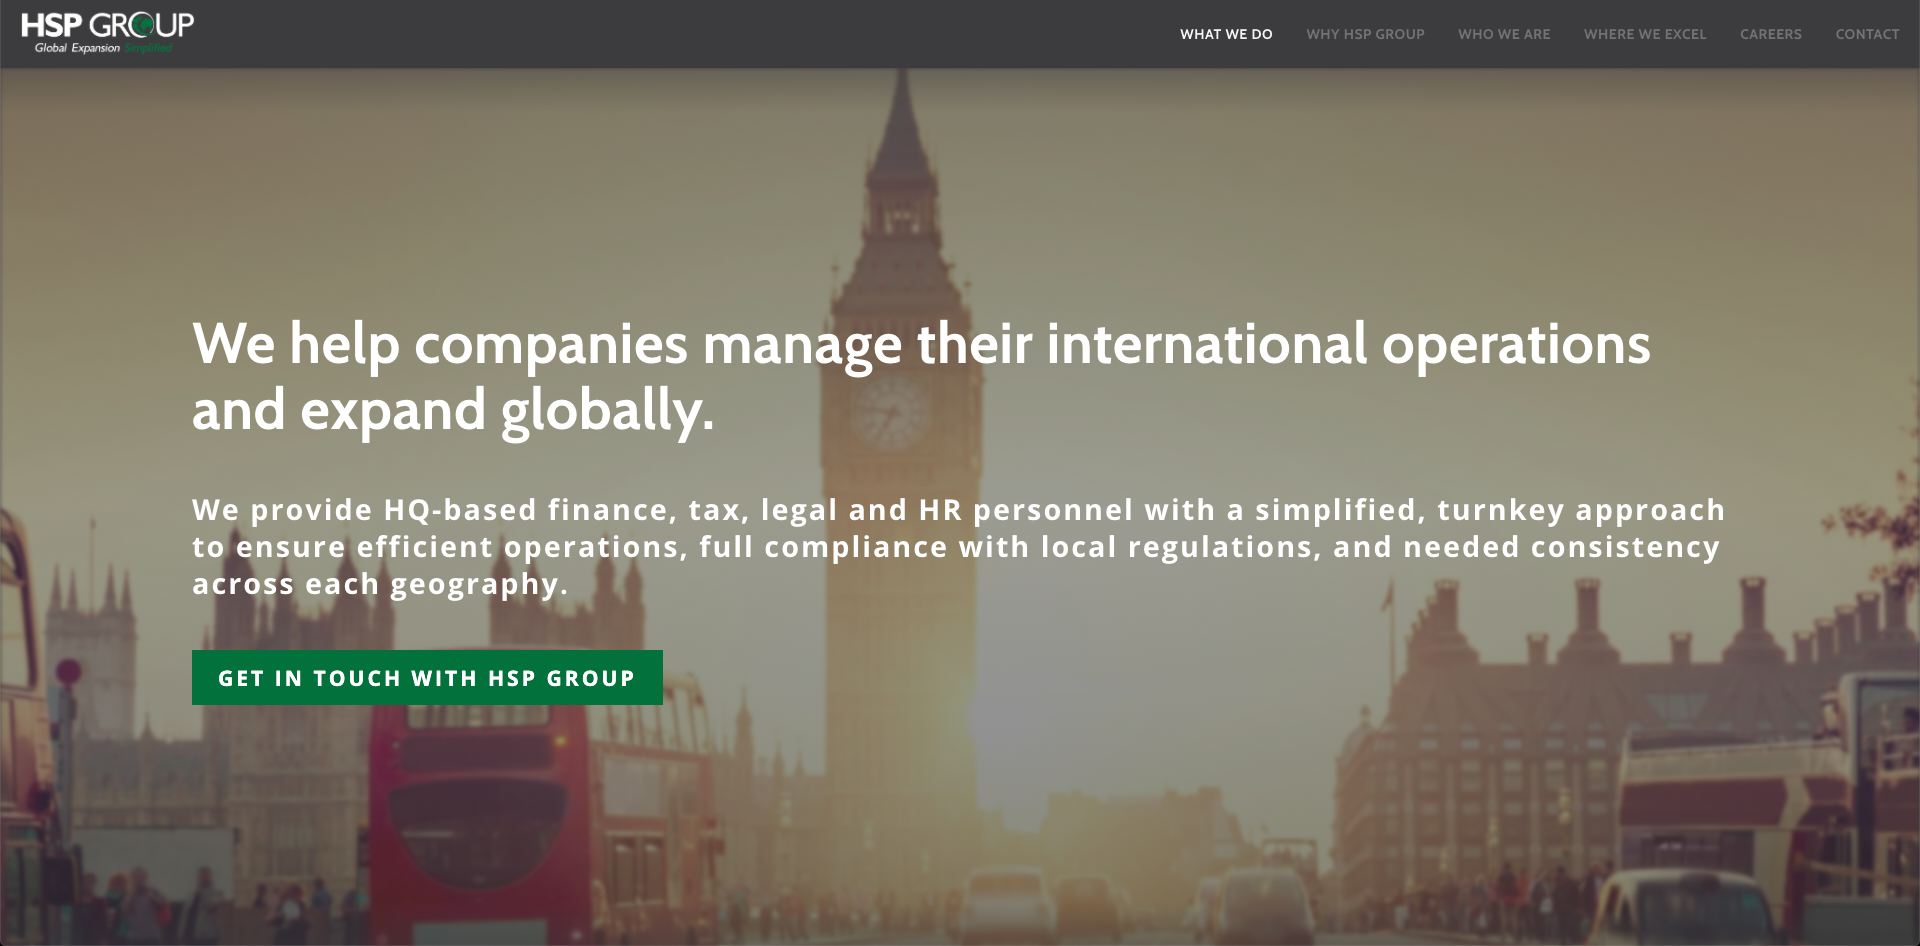 HSP GROUP
Global Expansion Simplified
WHAT WE DO
WHY HSP GROUP
WHO WE ARE
WHERE WE EXCEL
CAREERS
CONTACT
We help companies manage their international operations
and expand globally.
We provide HQ-based finance, tax, legal and HR personnel with a simplified, turnkey approach
to ensure efficient operations, full compliance with local regulations, and needed consistency
across each geography.
GET IN TOUCH WITH HSP GROUP